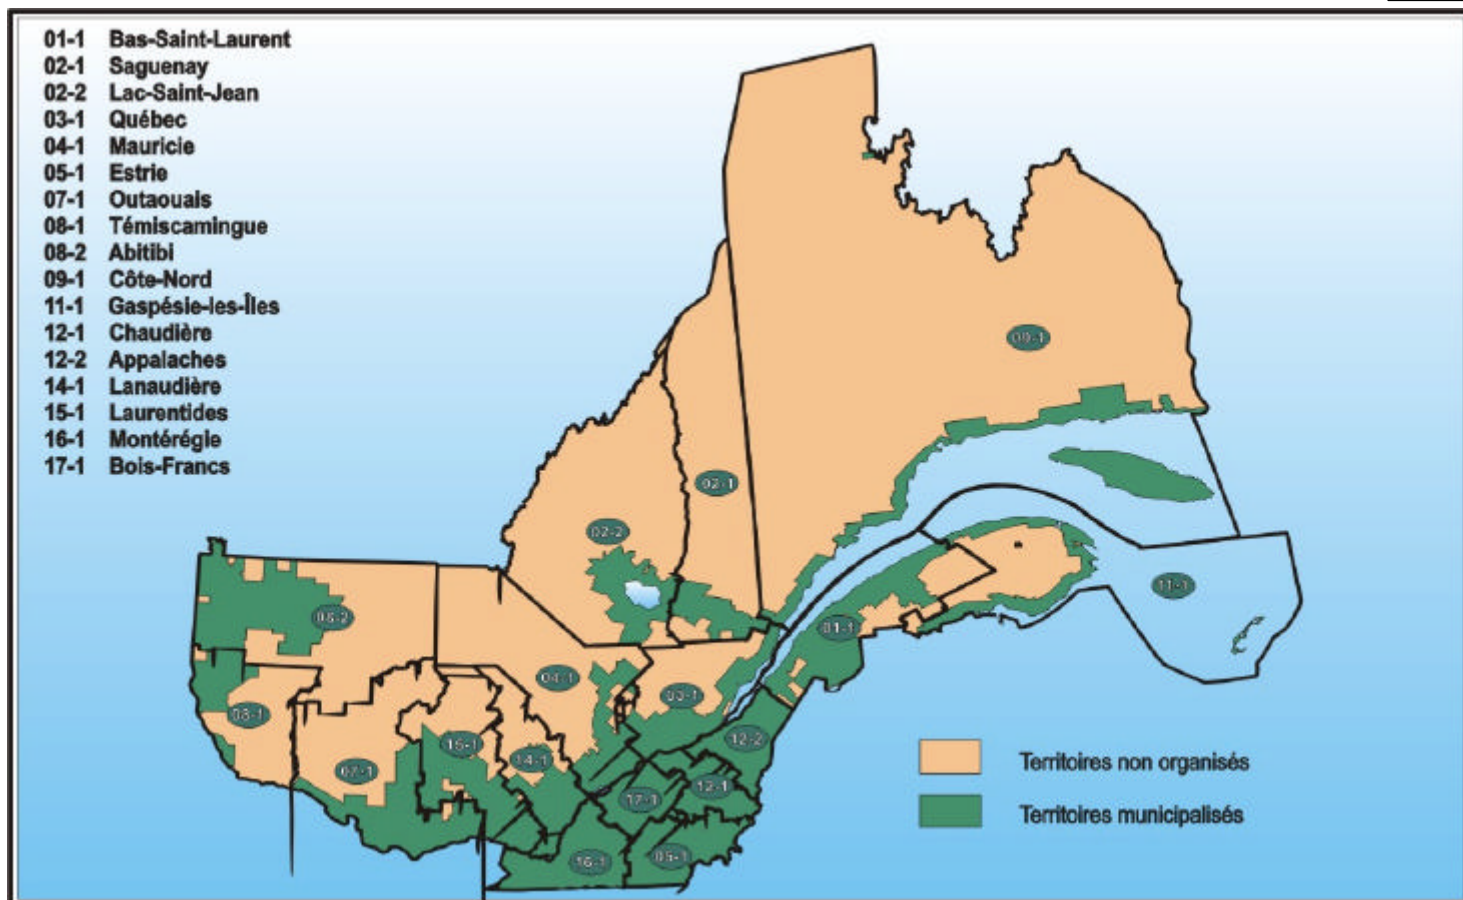 01-1 Bas-Saint-Laurent
02-1 Saguenay
02-2 Lac-Saint-Jean
03-1 Québec
04-1 Mauricie
05-1 Estrie
07-1 Outaouais
08-1 Témiscamingue
08-2 Abitibi
09-1 Côte-Nord
11-1 Gaspésie-les-Îles
12-1 Chaudière
12-2 Appalaches
14-1 Lanaudière
15-1 Laurentides
16-1 Montérégie
17-1 Bois-Francs
09-1
02-1
02-2
11-1
08-2
01-1
04-1
03-1
08-1
15-1
12-2
14-1
07-1
12-1
17-1
16-1
05-1
Territoires non organisés
Territoires municipalisés